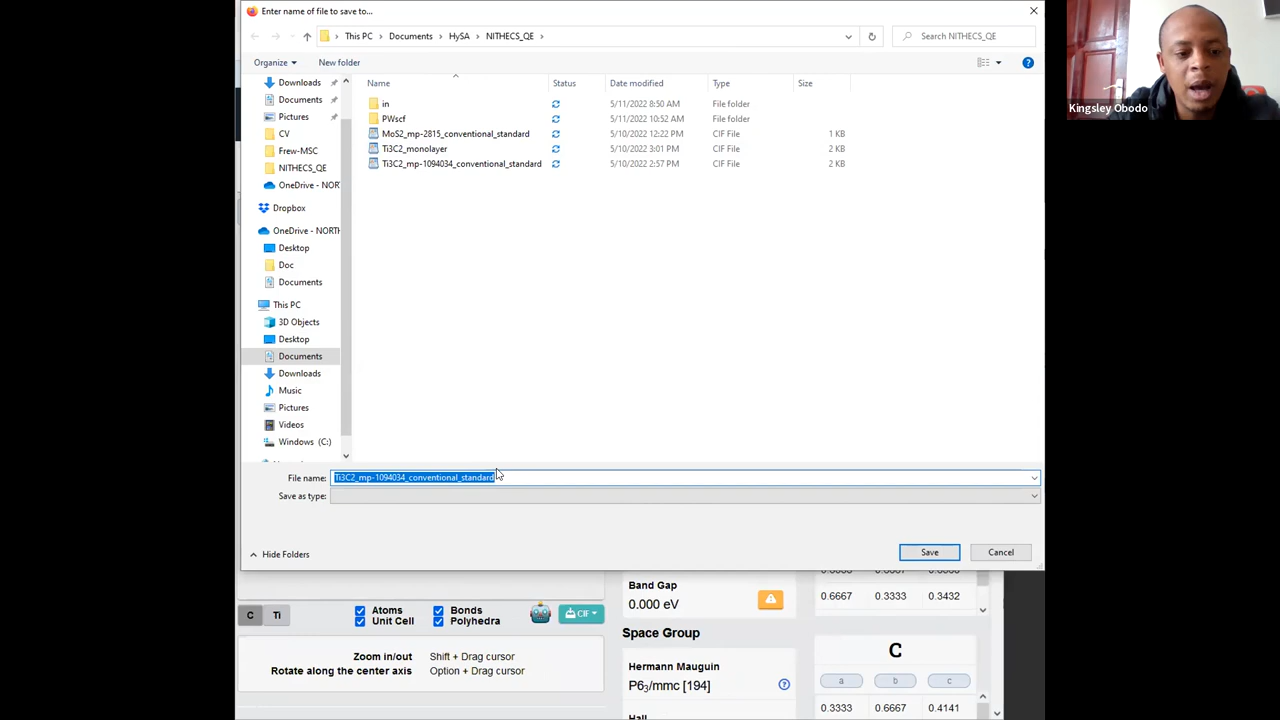 Enter name of file to save to...
This PC > Documents > HySA > NITHECS_QE >
Search NITHECS_QE
Organize
New folder
Name Status Date modified Type Size
in 5/11/2022 8:50 AM File folder
PWscf 5/11/2022 10:52 AM File folder
MoS2_mp-2815_conventional_standard 5/10/2022 12:22 PM CIF File 1 KB
Ti3C2_monolayer 5/10/2022 3:01 PM CIF File 2 KB
Ti3C2_mp-1094034_conventional_standard 5/10/2022 2:57 PM CIF File 2 KB
Downloads
Documents
Pictures
CV
Frew-MSC
NITHECS_QE
OneDrive - NOR
Dropbox
OneDrive - NORTH
Desktop
Doc
Documents
This PC
3D Objects
Desktop
Documents
Downloads
Music
Pictures
Videos
Windows (C:)
File name: Ti3C2_mp-1094034_conventional_standard
Save as type:
Hide Folders
Save
Cancel
C Ti
Atoms
Unit Cell
Bonds
Polyhedra
CIF
Zoom in/out Shift + Drag cursor
Rotate along the center axis Option + Drag cursor
Band Gap
0.000 eV
Space Group
Hermann Mauguin
P6₃/mmc [194]
0.6667 0.3333 0.3432
C
a b c
0.3333 0.6667 0.4141
Kingsley Obodo